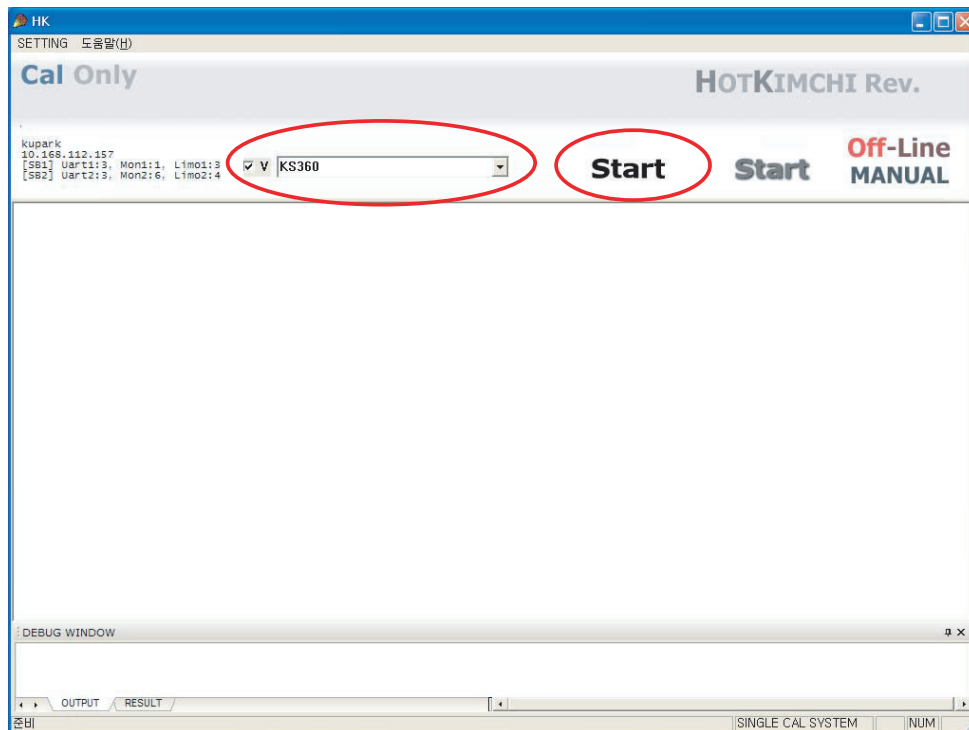 HK
SETTING 도움말(H)
Cal Only
HOTKIMCHI Rev.
kupark
10.168.112.157
[SB1] Uart1:3, Mon1:1, Limo1:3
[SB2] Uart2:3, Mon2:6, Limo2:4
V KS360
Start
Start
Off-Line
MANUAL
DEBUG WINDOW
OUTPUT RESULT
준비
SINGLE CAL SYSTEM NUM